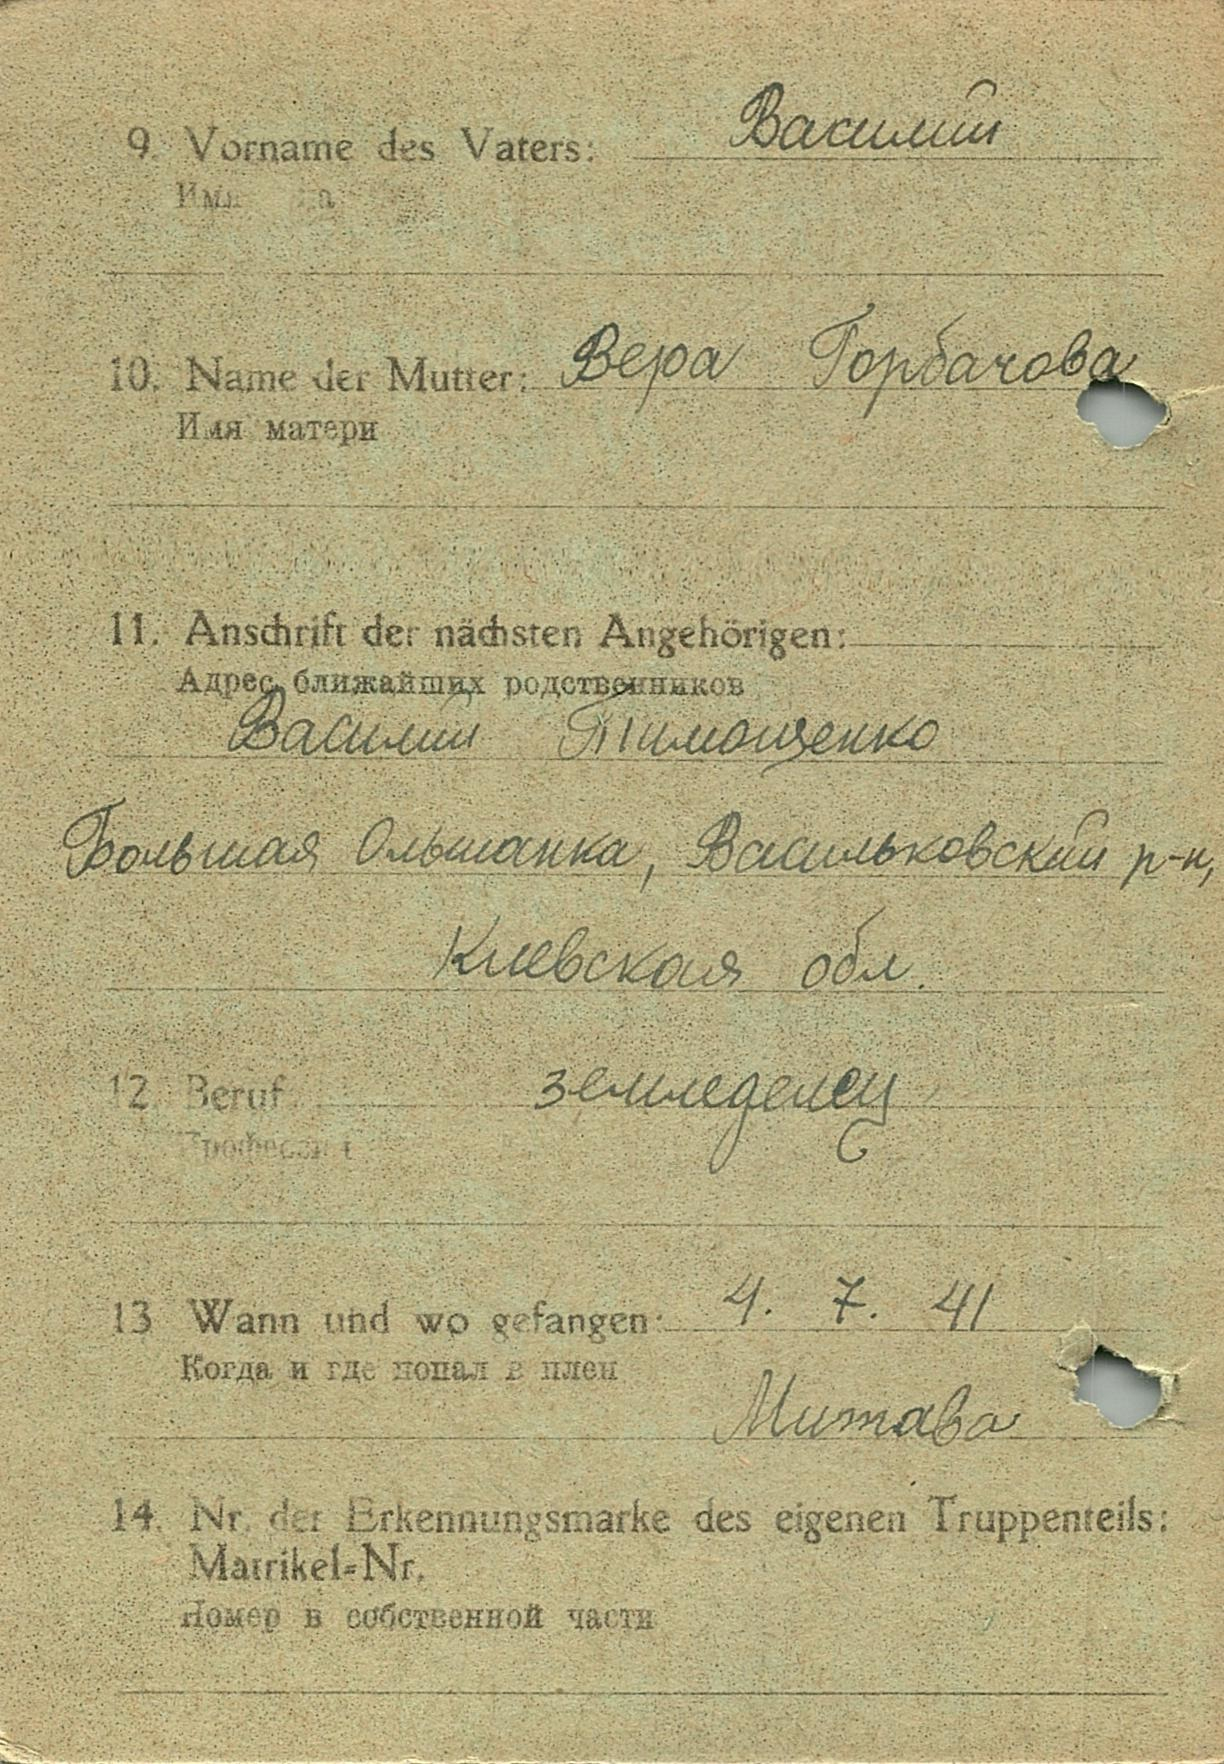 9. Vorname des Vaters: Василий
10. Name der Mutter: Вера Горбачова
Имя матери
11. Anschrift der nächsten Angehörigen:
Адрес ближайших родственников
Василий Тимощенко
Большая Ольшанка, Васильковский р-н,
Киевская обл.
12. Beruf земледелец
13 Wann und wo gefangen: 4. 7. 41
Когда и где попал в плен
Митава
14. Nr. der Erkennungsmarke des eigenen Truppenteils:
Matrikel-Nr.
Номер в собственной части